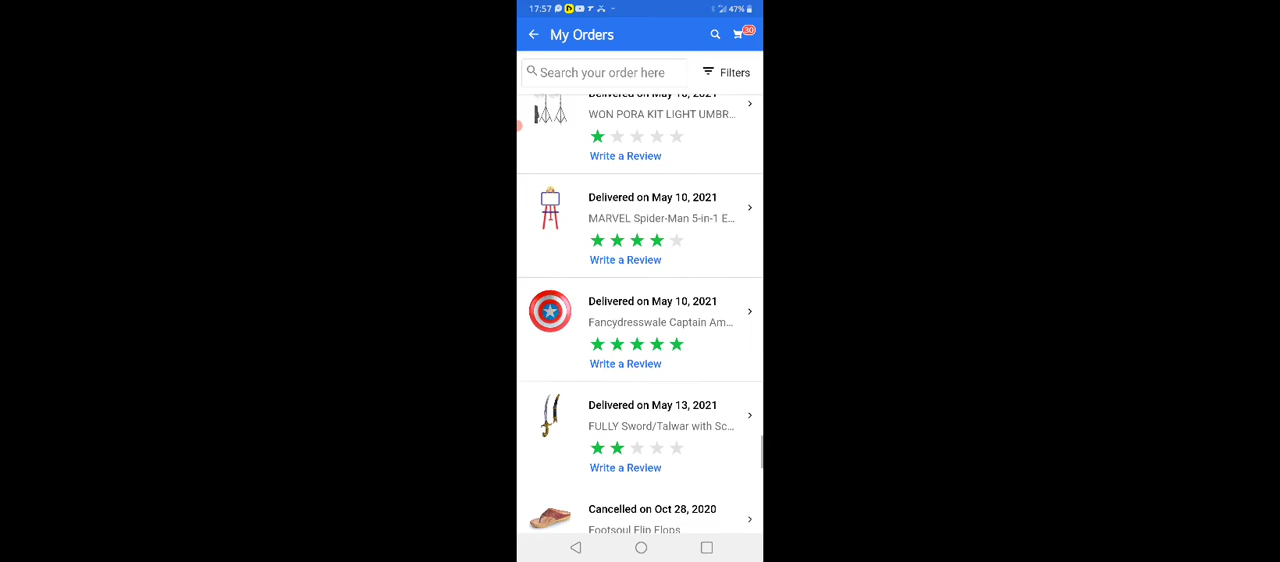 17:57 47%
My Orders 30
Search your order here Filters
Delivered on May 10, 2021
WON PORA KIT LIGHT UMBR...
Write a Review
Delivered on May 10, 2021
MARVEL Spider-Man 5-in-1 E...
Write a Review
Delivered on May 10, 2021
Fancydresswale Captain Am...
Write a Review
Delivered on May 13, 2021
FULLY Sword/Talwar with Sc...
Write a Review
Cancelled on Oct 28, 2020
Footsoul Flip Flops